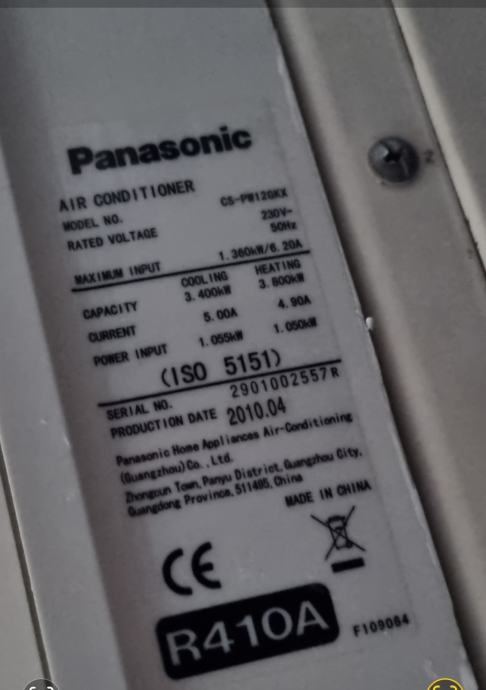 Panasonic
AIR CONDITIONER
MODEL NO. CS-PW12GKX
RATED VOLTAGE 230V~
50Hz
MAXIMUM INPUT 1.360kW/6.20A
COOLING HEATING
CAPACITY 3.400kW 3.800kW
CURRENT 5.00A 4.90A
POWER INPUT 1.055kW 1.050kW
(ISO 5151)
SERIAL NO. 2901002557R
PRODUCTION DATE 2010.04
Panasonic Home Appliances Air-Conditioning
(Guangzhou)Co.,Ltd.
Zhongcun Town, Panyu District, Guangzhou City,
Guangdong Province, 511495, China
MADE IN CHINA
CE
R410A
F109084